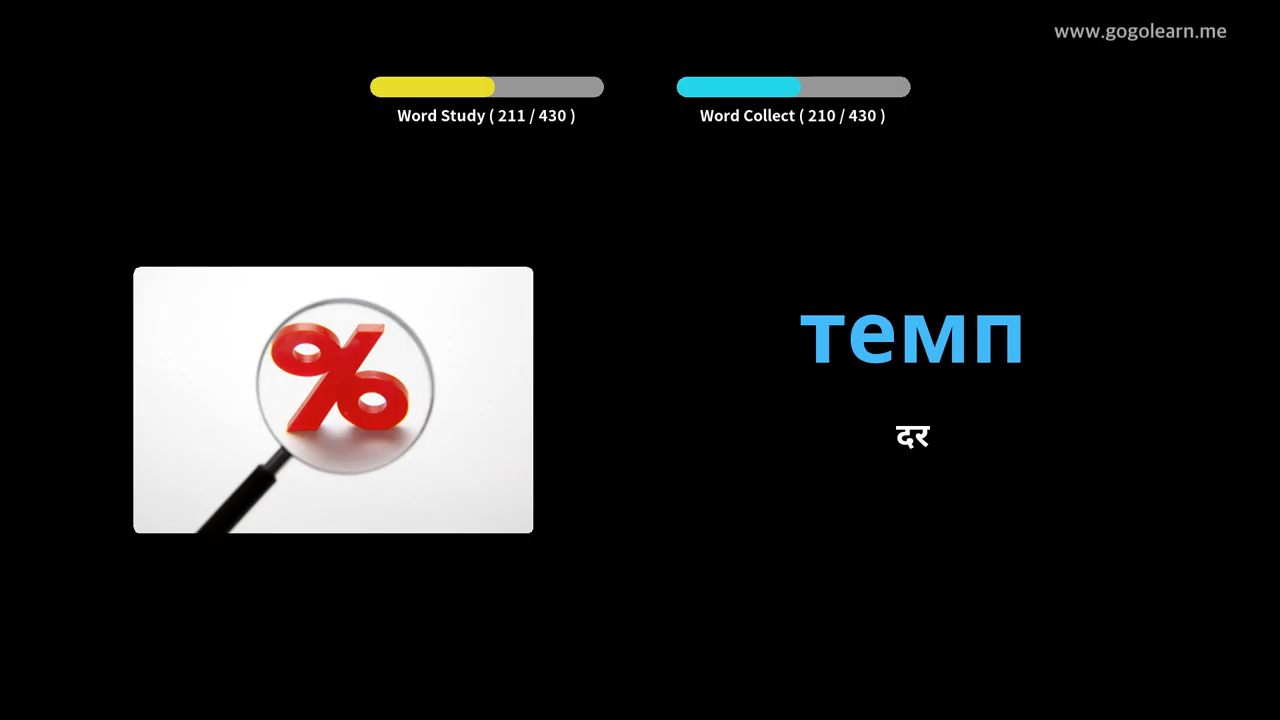 www.gogolearn.me
Word Study ( 211 / 430 )
Word Collect ( 210 / 430 )
%
темп
दर